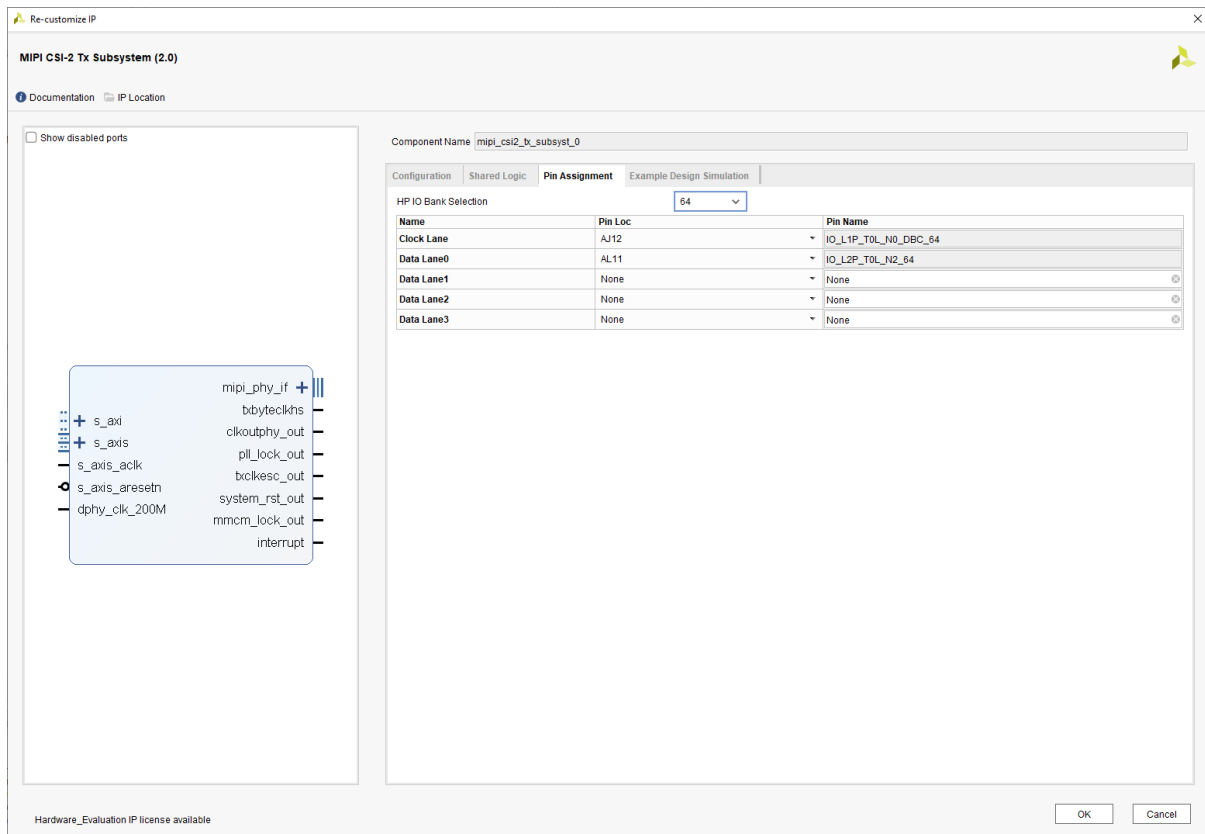 Re-customize IP
MIPI CSI-2 Tx Subsystem (2.0)
Documentation IP Location
Show disabled ports
mipi_phy_if
txbyteclkhs
s_axi
clkoutphy_out
s_axis
pll_lock_out
s_axis_aclk
txclkesc_out
s_axis_aresetn
system_rst_out
dphy_clk_200M
mmcm_lock_out
interrupt
Component Name mipi_csi2_tx_subsyst_0
Configuration Shared Logic Pin Assignment Example Design Simulation
HP IO Bank Selection 64
Name Pin Loc Pin Name
Clock Lane AJ12 IO_L1P_T0L_N0_DBC_64
Data Lane0 AL11 IO_L2P_T0L_N2_64
Data Lane1 None None
Data Lane2 None None
Data Lane3 None None
Hardware_Evaluation IP license available
OK Cancel